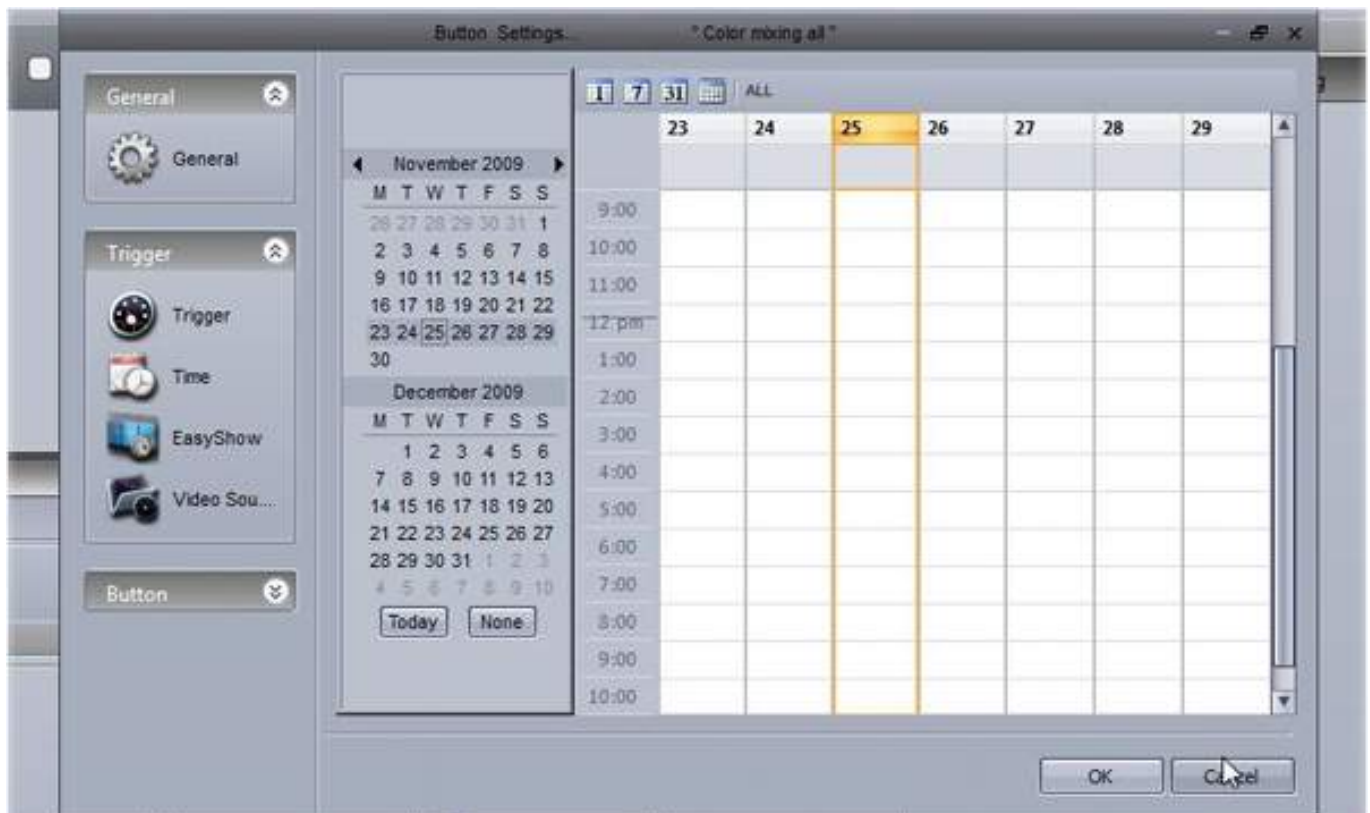 Button Settings... " Color mixing all "
General
General
Trigger
Trigger
Time
EasyShow
Video Sou....
Button
November 2009
M T W T F S S
26 27 28 29 30 31 1
2 3 4 5 6 7 8
9 10 11 12 13 14 15
16 17 18 19 20 21 22
23 24 25 26 27 28 29
30
December 2009
M T W T F S S
1 2 3 4 5 6
7 8 9 10 11 12 13
14 15 16 17 18 19 20
21 22 23 24 25 26 27
28 29 30 31 1 2 3
4 5 6 7 8 9 10
Today None
1 7 31 ALL
23 24 25 26 27 28 29
9:00
10:00
11:00
12 pm
1:00
2:00
3:00
4:00
5:00
6:00
7:00
8:00
9:00
10:00
OK Cancel